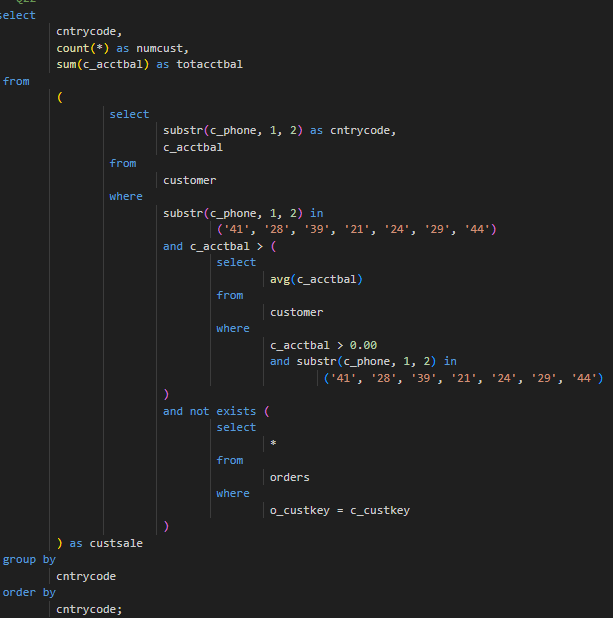 select
cntrycode,
count(*) as numcust,
sum(c_acctbal) as totacctbal
from
(
select
substr(c_phone, 1, 2) as cntrycode,
c_acctbal
from
customer
where
substr(c_phone, 1, 2) in
('41', '28', '39', '21', '24', '29', '44')
and c_acctbal > (
select
avg(c_acctbal)
from
customer
where
c_acctbal > 0.00
and substr(c_phone, 1, 2) in
('41', '28', '39', '21', '24', '29', '44')
)
and not exists (
select
*
from
orders
where
o_custkey = c_custkey
)
) as custsale
group by
cntrycode
order by
cntrycode;